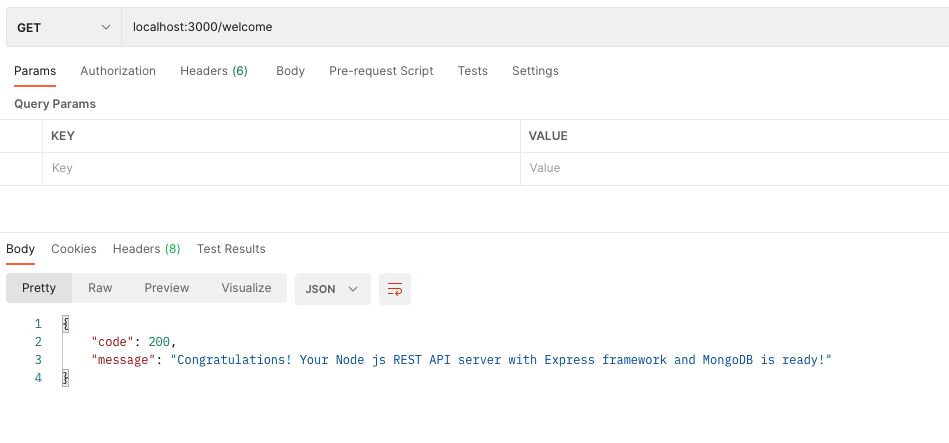 GET localhost:3000/welcome
Params Authorization Headers (6) Body Pre-request Script Tests Settings
Query Params
KEY VALUE
Key Value
Body Cookies Headers (8) Test Results
Pretty Raw Preview Visualize JSON
1 {
2 "code": 200,
3 "message": "Congratulations! Your Node js REST API server with Express framework and MongoDB is ready!"
4 }